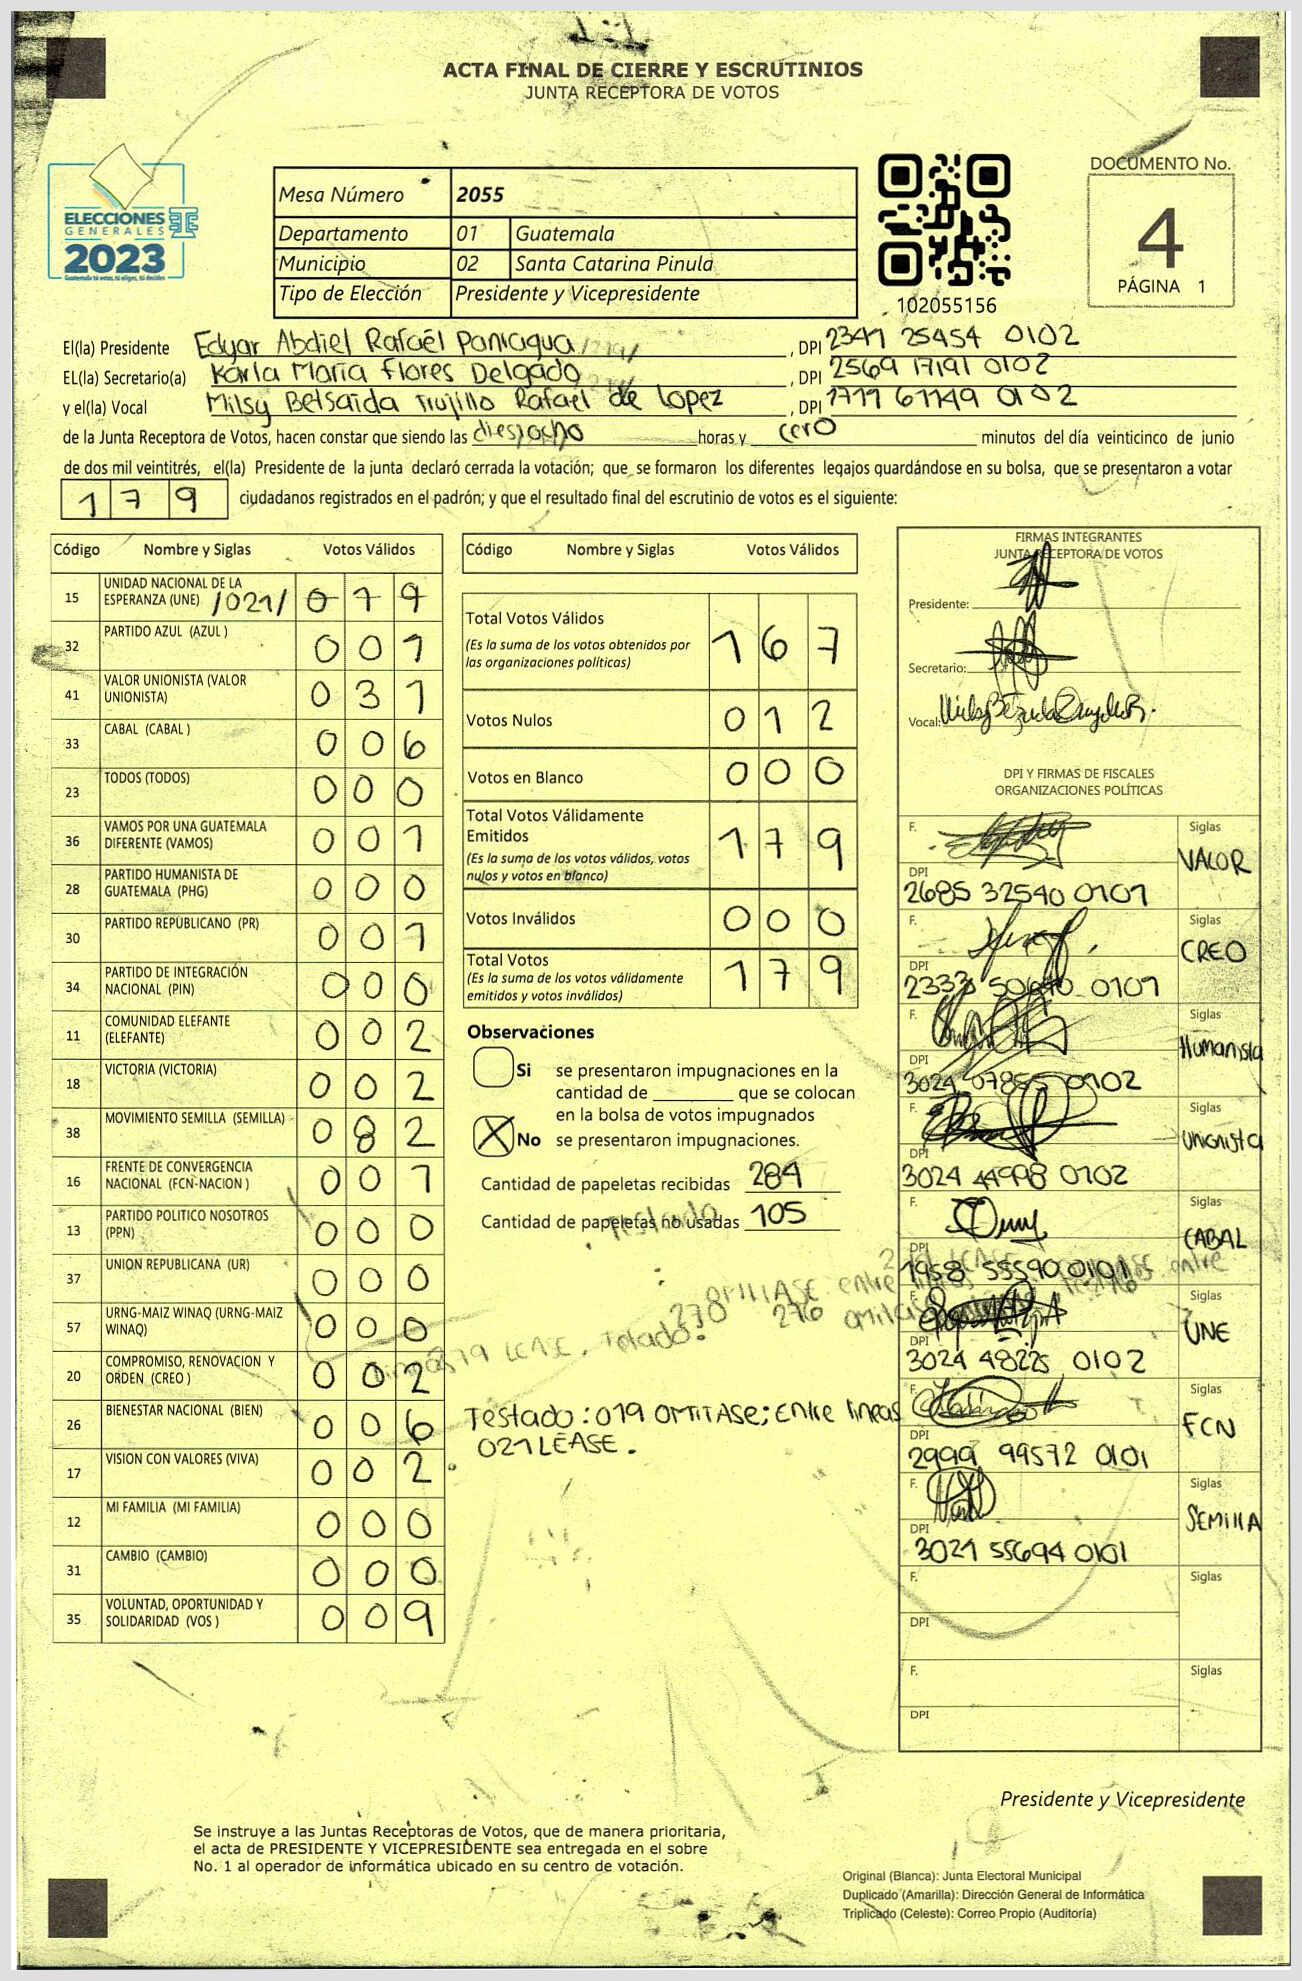 ACTA FINAL DE CIERRE Y ESCRUTINIOS
JUNTA RECEPTORA DE VOTOS
ELECCIONES
GENERALES
2023
Mesa Número 2055
Departamento 01 Guatemala
Municipio 02 Santa Catarina Pinula
Tipo de Elección Presidente y Vicepresidente
102055156
DOCUMENTO No.
4
PÁGINA 1
El(la) Presidente Edgar Abdiel Rafaél Paniagua , DPI 2347 25454 0102
EL(la) Secretario(a) Karla María Flores Delgado , DPI 2569 17191 0102
y el(la) Vocal Milsy Betsaida Trujillo Rafael de Lopez , DPI 1711 61149 0102
de la Junta Receptora de Votos, hacen constar que siendo las diesyocho horas y cero minutos del día veinticinco de junio
de dos mil veintitrés, el(la) Presidente de la junta declaró cerrada la votación; que se formaron los diferentes legajos quardándose en su bolsa, que se presentaron a votar
179 ciudadanos registrados en el padrón; y que el resultado final del escrutinio de votos es el siguiente:
Código Nombre y Siglas Votos Válidos
15 UNIDAD NACIONAL DE LA ESPERANZA (UNE) /021/ 0 1 9
32 PARTIDO AZUL (AZUL ) 0 0 1
41 VALOR UNIONISTA (VALOR UNIONISTA) 0 3 1
33 CABAL (CABAL ) 0 0 6
23 TODOS (TODOS) 0 0 0
36 VAMOS POR UNA GUATEMALA DIFERENTE (VAMOS) 0 0 1
28 PARTIDO HUMANISTA DE GUATEMALA (PHG) 0 0 0
30 PARTIDO REPUBLICANO (PR) 0 0 1
34 PARTIDO DE INTEGRACIÓN NACIONAL (PIN) 0 0 0
11 COMUNIDAD ELEFANTE (ELEFANTE) 0 0 2
18 VICTORIA (VICTORIA) 0 0 2
38 MOVIMIENTO SEMILLA (SEMILLA) 0 8 2
16 FRENTE DE CONVERGENCIA NACIONAL (FCN-NACION ) 0 0 1
13 PARTIDO POLITICO NOSOTROS (PPN) 0 0 0
37 UNION REPUBLICANA (UR) 0 0 0
57 URNG-MAIZ WINAQ (URNG-MAIZ WINAQ) 0 0 0
20 COMPROMISO, RENOVACION Y ORDEN (CREO ) 0 0 2
26 BIENESTAR NACIONAL (BIEN) 0 0 6
17 VISION CON VALORES (VIVA) 0 0 2
12 MI FAMILIA (MI FAMILIA) 0 0 0
31 CAMBIO (CAMBIO) 0 0 0
35 VOLUNTAD, OPORTUNIDAD Y SOLIDARIDAD (VOS ) 0 0 9
Código Nombre y Siglas Votos Válidos
Total Votos Válidos 1 6 7
(Es la suma de los votos obtenidos por
las organizaciones políticas)
Votos Nulos 0 1 2
Votos en Blanco 0 0 0
Total Votos Válidamente
Emitidos 1 7 9
(Es la suma de los votos válidos, votos
nulos y votos en blanco)
Votos Inválidos 0 0 0
Total Votos 1 7 9
(Es la suma de los votos válidamente
emitidos y votos inválidos)
Observaciones
Si se presentaron impugnaciones en la
cantidad de ________ que se colocan
en la bolsa de votos impugnados
X No se presentaron impugnaciones.
Cantidad de papeletas recibidas 284
Cantidad de papeletas no usadas 105
Testado
OMITASE entre
270 276
LEASE. Testado.
Testado: 019 OMITASE; Entre lineas
021 LEASE.
FIRMAS INTEGRANTES
JUNTA RECEPTORA DE VOTOS
Presidente:
Secretario:
Vocal:
DPI Y FIRMAS DE FISCALES
ORGANIZACIONES POLÍTICAS
F. Siglas VALOR
DPI 2685 32540 0101
F. Siglas CREO
DPI 2333 50610 0101
F. Siglas Humanista
DPI 3024 07855 0102
F. Siglas Unionista
DPI 3024 44998 0102
F. Siglas CABAL
DPI 1958 55590 0101
F. Siglas UNE
DPI 3024 48225 0102
F. Siglas FCN
DPI 2999 99572 0101
F. Siglas SEMIllA
DPI 3021 55694 0101
F. Siglas
DPI
F. Siglas
DPI
Presidente y Vicepresidente
Se instruye a las Juntas Receptoras de Votos, que de manera prioritaria,
el acta de PRESIDENTE Y VICEPRESIDENTE sea entregada en el sobre
No. 1 al operador de informática ubicado en su centro de votación.
Original (Blanca): Junta Electoral Municipal
Duplicado (Amarilla): Dirección General de Informática
Triplicado (Celeste): Correo Propio (Auditoría)